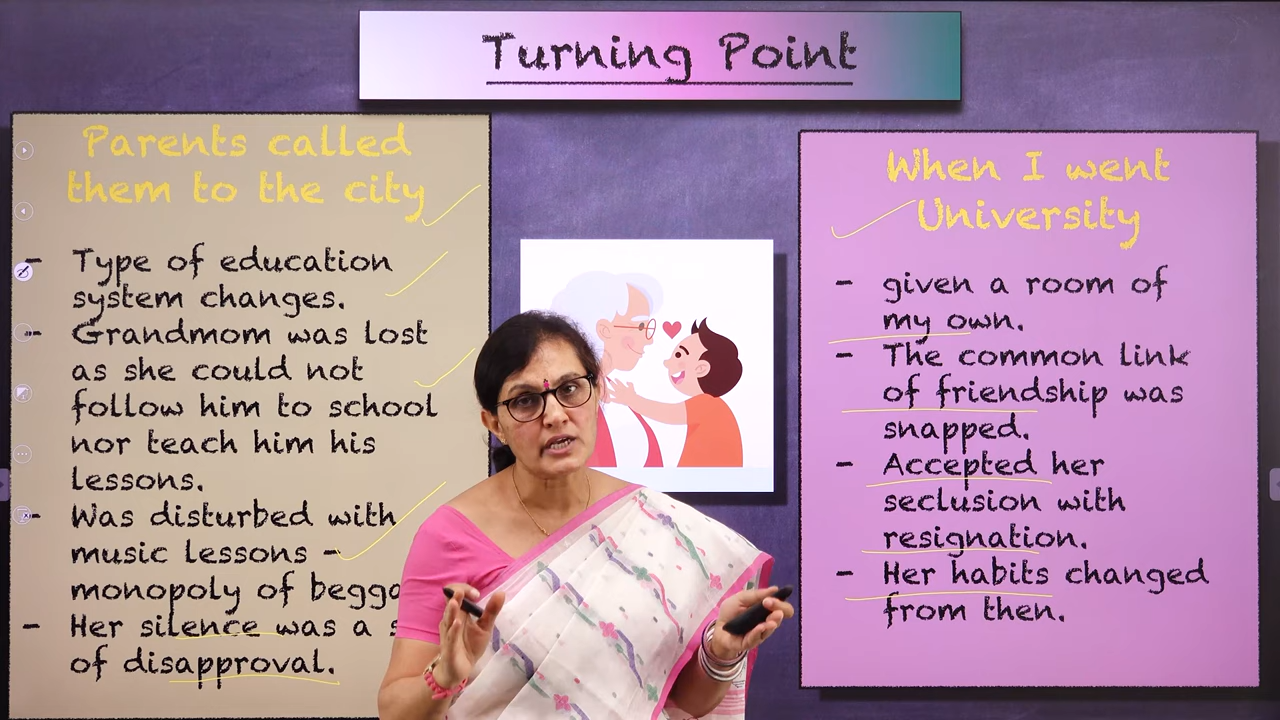 Turning Point
Parents called
them to the city
- Type of education
system changes.
- Grandmom was lost
as she could not
follow him to school
nor teach him his
lessons.
- Was disturbed with
music lessons -
monopoly of
- Her silence was a
of disapproval.
When I went
University
- given a room of
my own.
- The common link
of friendship was
snapped.
- Accepted her
seclusion with
resignation.
- Her habits changed
from then.